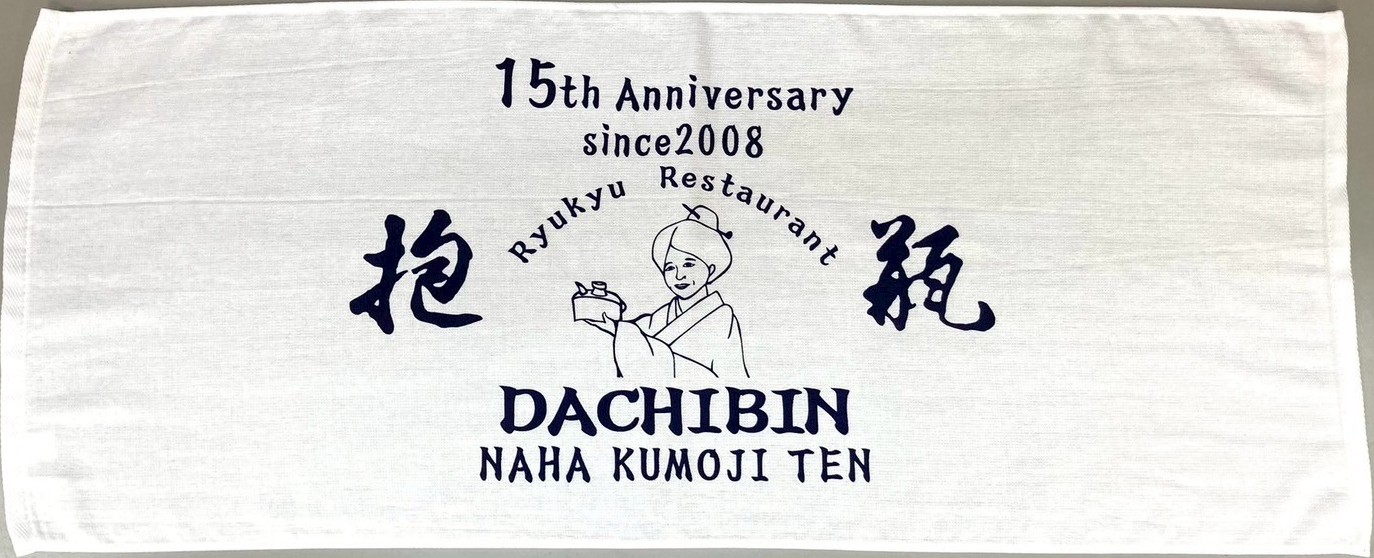 15th Anniversary
since2008
Ryukyu Restaurant
抱瓶
DACHIBIN
NAHA KUMOJI TEN